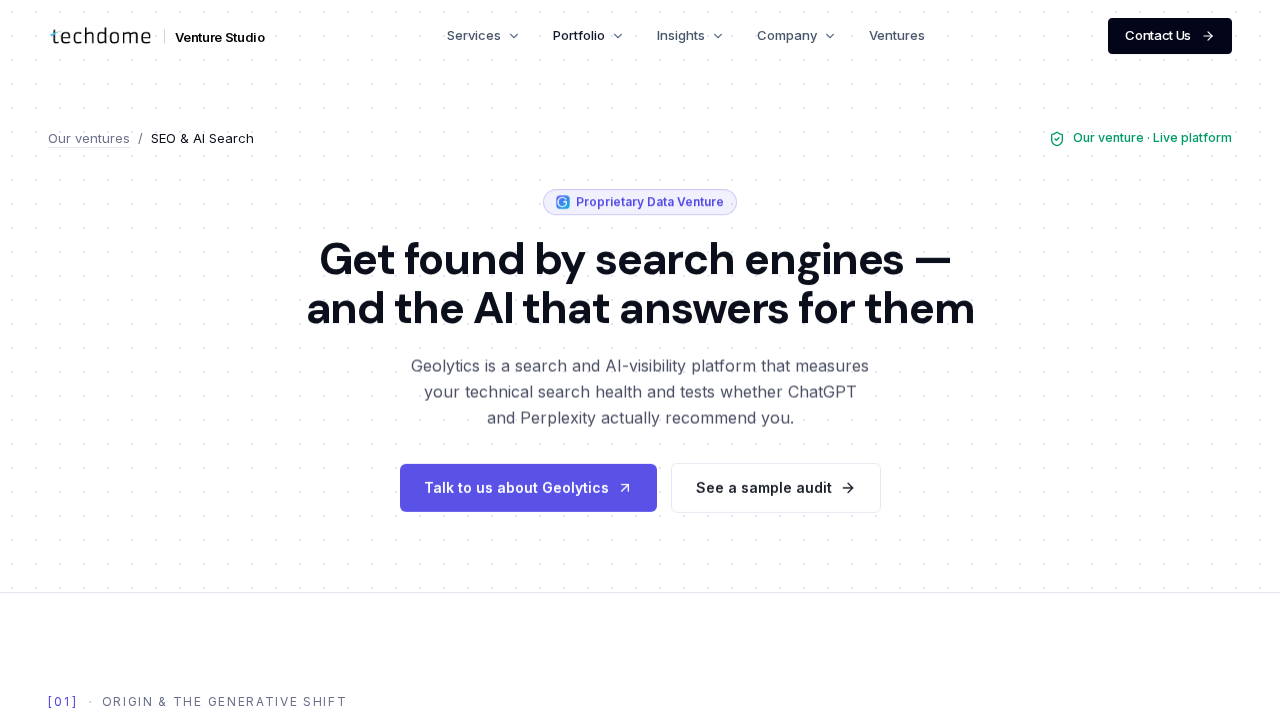 techdome
Venture Studio
Services
Portfolio
Insights
Company
Ventures
Contact Us
Our ventures / SEO & AI Search
Our venture · Live platform
Proprietary Data Venture
Get found by search engines —
and the AI that answers for them
Geolytics is a search and AI-visibility platform that measures
your technical search health and tests whether ChatGPT
and Perplexity actually recommend you.
Talk to us about Geolytics
See a sample audit
[01] · ORIGIN & THE GENERATIVE SHIFT